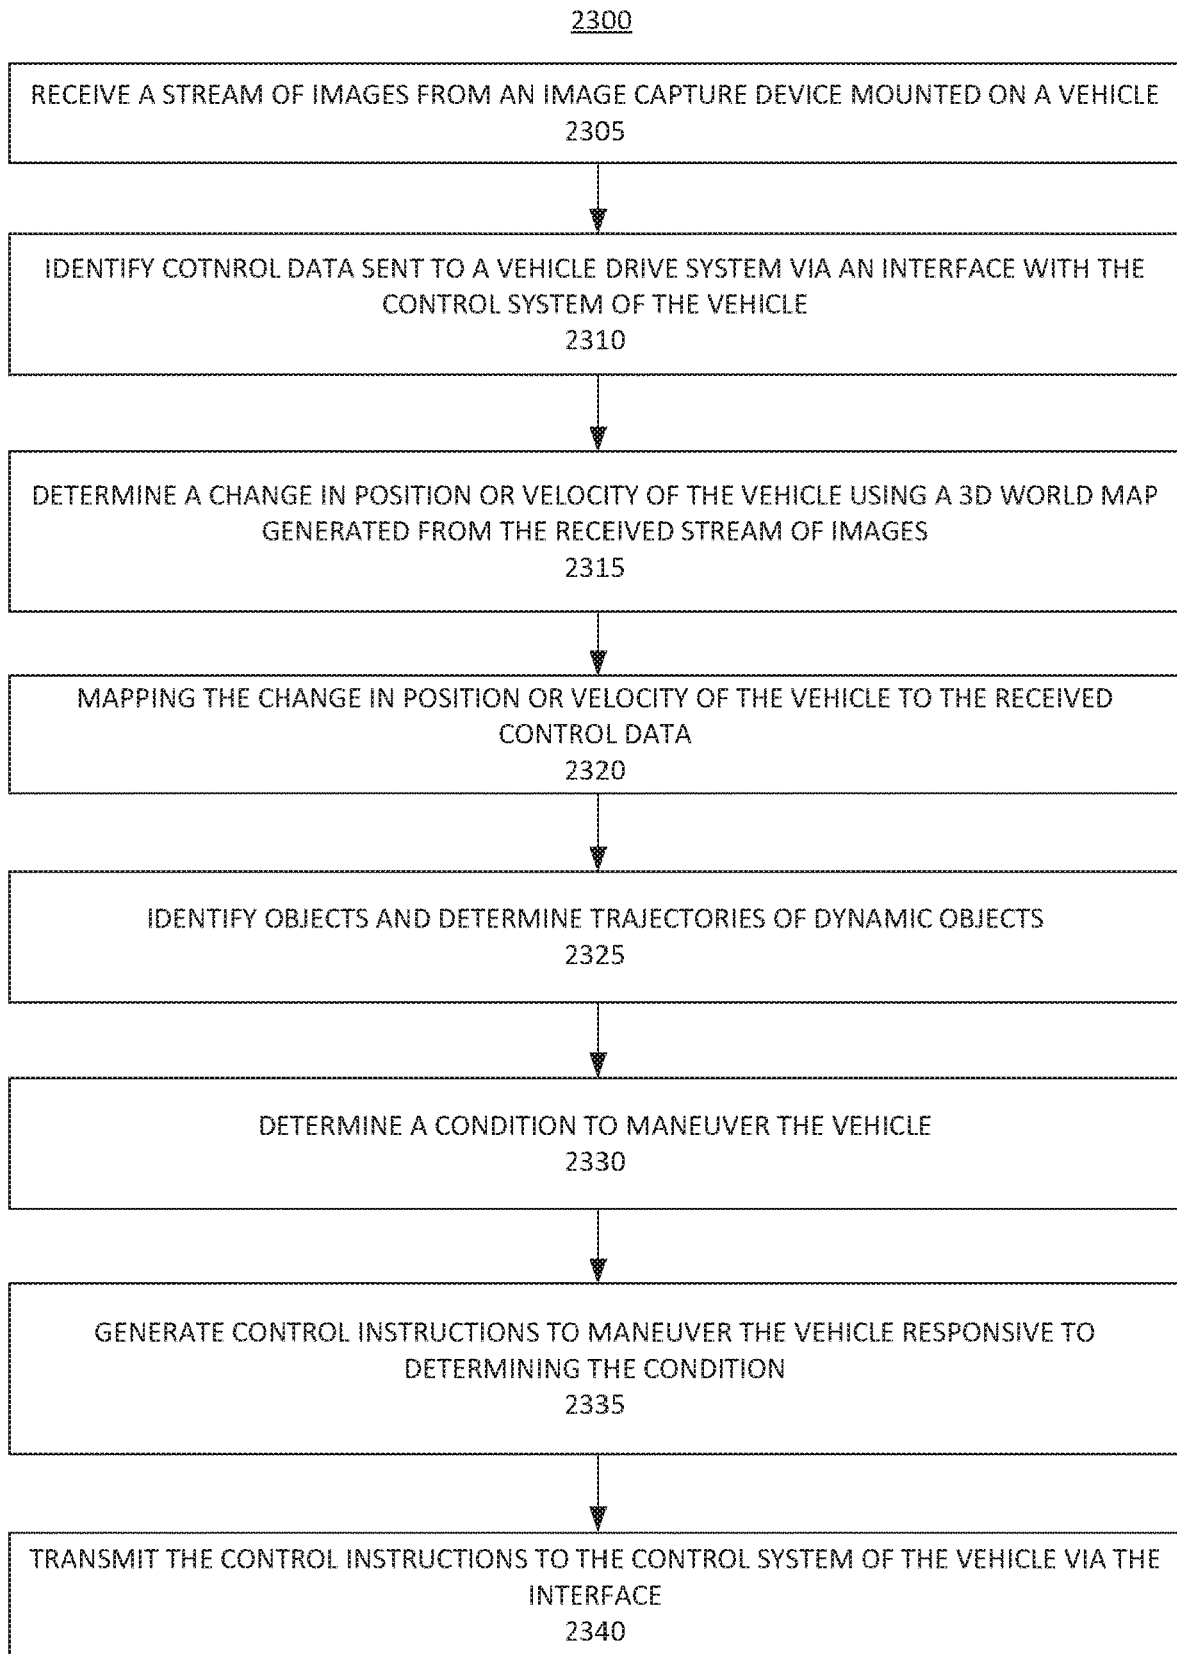 2300
RECEIVE A STREAM OF IMAGES FROM AN IMAGE CAPTURE DEVICE MOUNTED ON A VEHICLE
2305
IDENTIFY COTNROL DATA SENT TO A VEHICLE DRIVE SYSTEM VIA AN INTERFACE WITH THE
CONTROL SYSTEM OF THE VEHICLE
2310
DETERMINE A CHANGE IN POSITION OR VELOCITY OF THE VEHICLE USING A 3D WORLD MAP
GENERATED FROM THE RECEIVED STREAM OF IMAGES
2315
MAPPING THE CHANGE IN POSITION OR VELOCITY OF THE VEHICLE TO THE RECEIVED
CONTROL DATA
2320
IDENTIFY OBJECTS AND DETERMINE TRAJECTORIES OF DYNAMIC OBJECTS
2325
DETERMINE A CONDITION TO MANEUVER THE VEHICLE
2330
GENERATE CONTROL INSTRUCTIONS TO MANEUVER THE VEHICLE RESPONSIVE TO
DETERMINING THE CONDITION
2335
TRANSMIT THE CONTROL INSTRUCTIONS TO THE CONTROL SYSTEM OF THE VEHICLE VIA THE
INTERFACE
2340